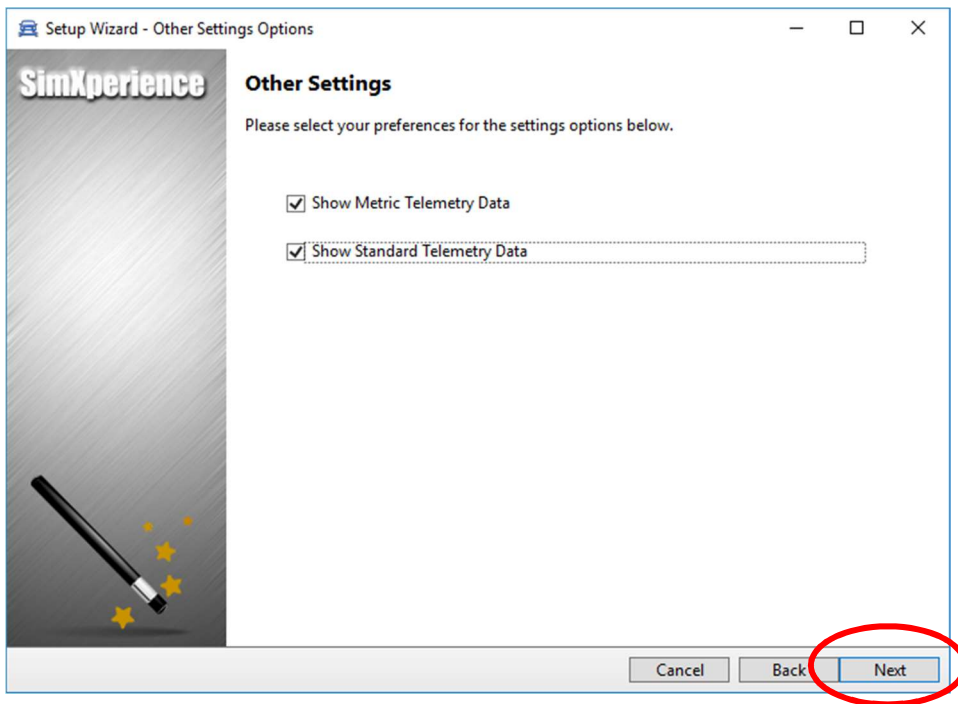 Setup Wizard - Other Settings Options
SimXperience
Other Settings
Please select your preferences for the settings options below.
Show Metric Telemetry Data
Show Standard Telemetry Data
Cancel Back Next